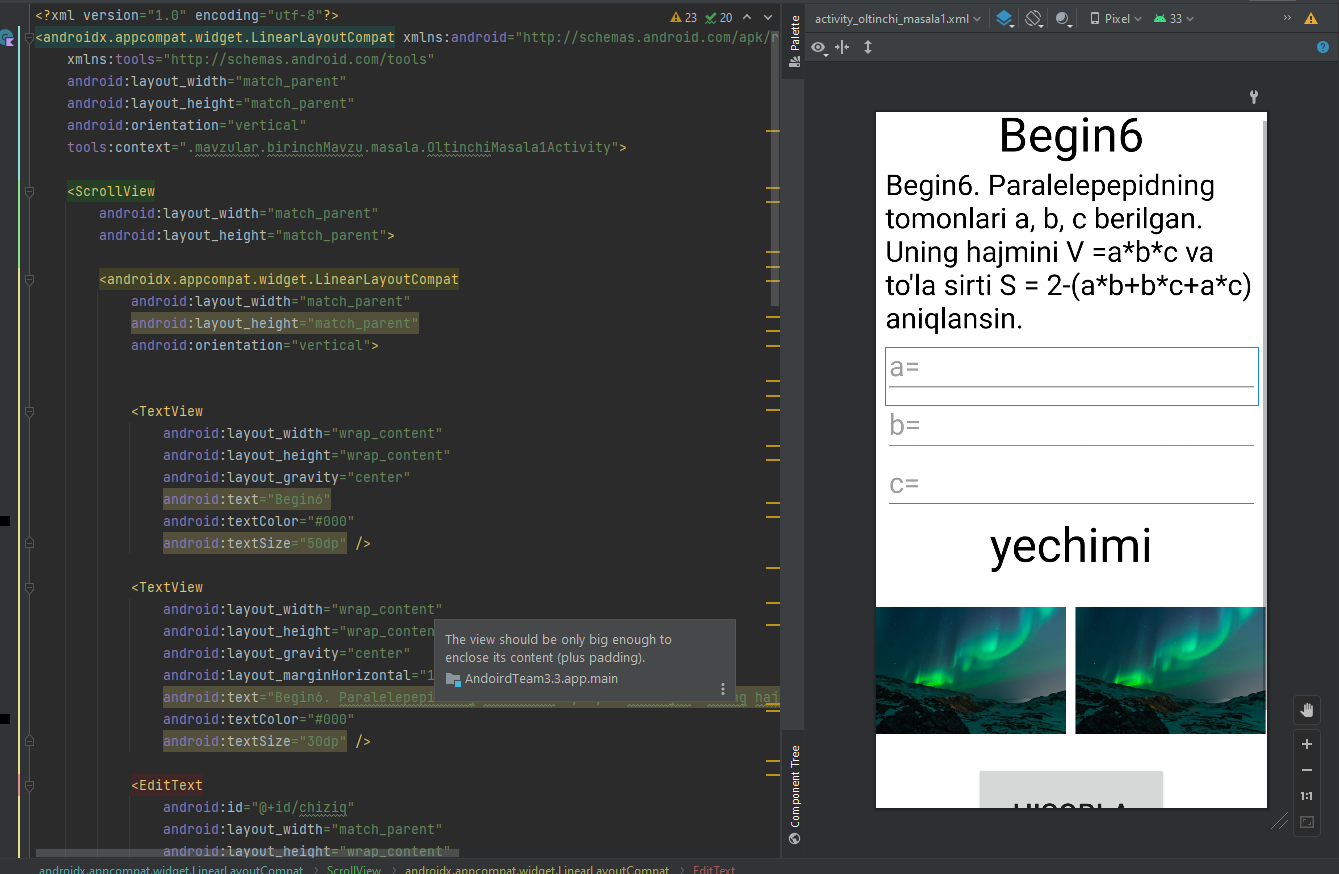 <?xml version="1.0" encoding="utf-8"?>
23 20
<androidx.appcompat.widget.LinearLayoutCompat xmlns:android="http://schemas.android.com/apk/r
xmlns:tools="http://schemas.android.com/tools"
android:layout_width="match_parent"
android:layout_height="match_parent"
android:orientation="vertical"
tools:context=".mavzular.birinchMavzu.masala.OltinchiMasala1Activity">
<ScrollView
android:layout_width="match_parent"
android:layout_height="match_parent">
<androidx.appcompat.widget.LinearLayoutCompat
android:layout_width="match_parent"
android:layout_height="match_parent"
android:orientation="vertical">
<TextView
android:layout_width="wrap_content"
android:layout_height="wrap_content"
android:layout_gravity="center"
android:text="Begin6"
android:textColor="#000"
android:textSize="50dp" />
<TextView
android:layout_width="wrap_content"
android:layout_height="wrap_conten
android:layout_gravity="center"
android:layout_marginHorizontal="1
android:text="Begin6. Paralelepepi
android:textColor="#000"
android:textSize="30dp" />
<EditText
android:id="@+id/chiziq"
android:layout_width="match_parent"
android:layout_height="wrap_content"
The view should be only big enough to
enclose its content (plus padding).
AndoirdTeam3.3.app.main
androidx.appcompat.widget.LinearLayoutCompat > ScrollView > androidx.appcompat.widget.LinearLayoutCompat > EditText
Palette
Component Tree
activity_oltinchi_masala1.xml Pixel 33
Begin6
Begin6. Paralelepepidning
tomonlari a, b, c berilgan.
Uning hajmini V =a*b*c va
to'la sirti S = 2-(a*b+b*c+a*c)
aniqlansin.
a=
b=
c=
yechimi
1:1